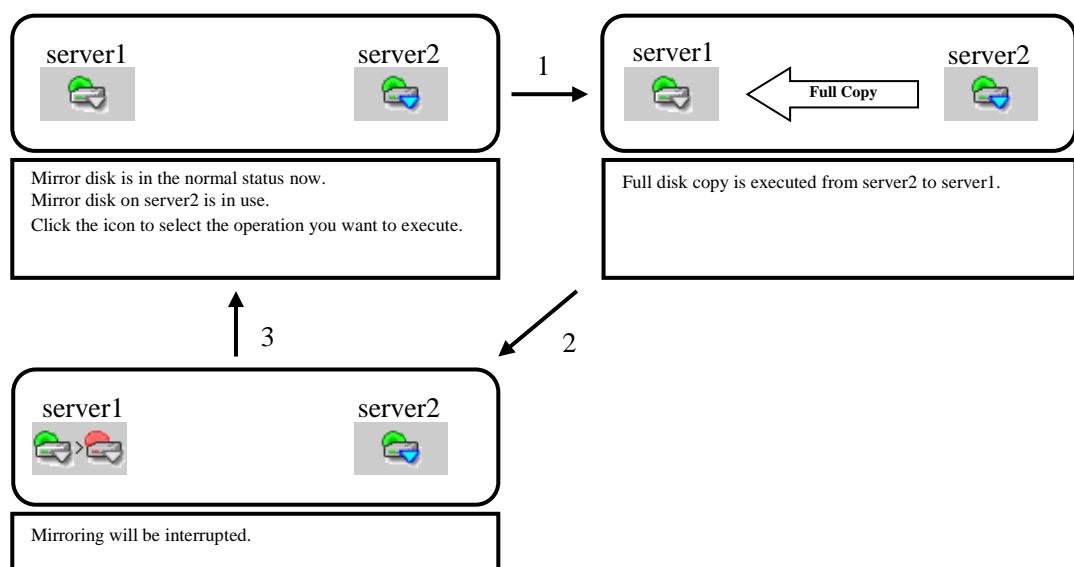 server1
server2
1
server1
server2
Full Copy
Mirror disk is in the normal status now.
Mirror disk on server2 is in use.
Click the icon to select the operation you want to execute.
Full disk copy is executed from server2 to server1.
3
2
server1
server2
>
Mirroring will be interrupted.